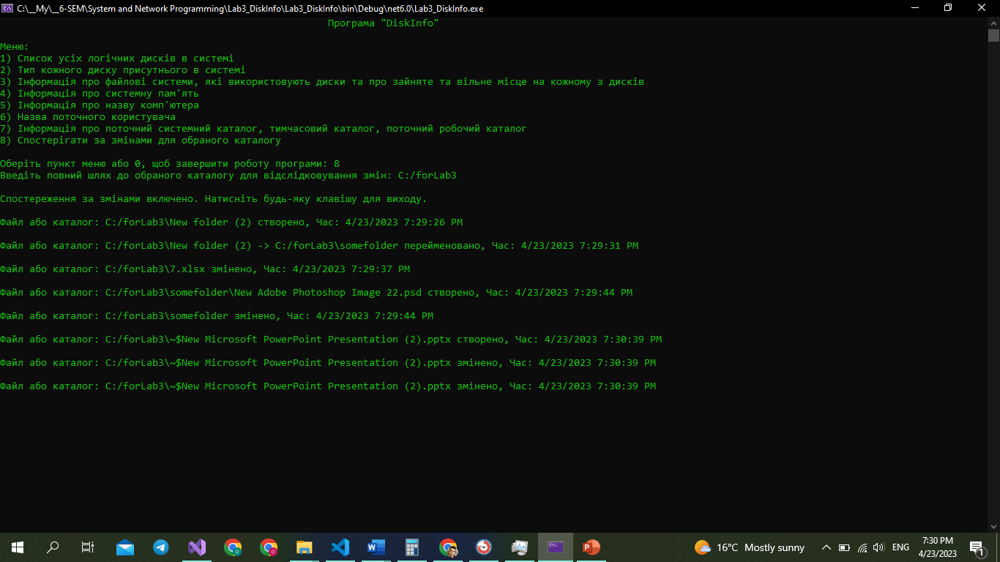 C:\__My\__6-SEM\System and Network Programming\Lab3_DiskInfo\Lab3_DiskInfo\bin\Debug\net6.0\Lab3_DiskInfo.exe
Програма "DiskInfo"
Меню:
1) Список усіх логічних дисків в системі
2) Тип кожного диску присутнього в системі
3) Інформація про файлові системи, які використовують диски та про зайняте та вільне місце на кожному з дисків
4) Інформація про системну пам'ять
5) Інформація про назву комп'ютера
6) Назва поточного користувача
7) Інформація про поточний системний каталог, тимчасовий каталог, поточний робочий каталог
8) Спостерігати за змінами для обраного каталогу
Оберіть пункт меню або 0, щоб завершити роботу програми: 8
Введіть повний шлях до обраного каталогу для відслідковування змін: C:/forLab3
Спостереження за змінами включено. Натисніть будь-яку клавішу для виходу.
Файл або каталог: C:/forLab3\New folder (2) створено, Час: 4/23/2023 7:29:26 PM
Файл або каталог: C:/forLab3\New folder (2) -> C:/forLab3\somefolder перейменовано, Час: 4/23/2023 7:29:31 PM
Файл або каталог: C:/forLab3\7.xlsx змінено, Час: 4/23/2023 7:29:37 PM
Файл або каталог: C:/forLab3\somefolder\New Adobe Photoshop Image 22.psd створено, Час: 4/23/2023 7:29:44 PM
Файл або каталог: C:/forLab3\somefolder змінено, Час: 4/23/2023 7:29:44 PM
Файл або каталог: C:/forLab3\~$New Microsoft PowerPoint Presentation (2).pptx створено, Час: 4/23/2023 7:30:39 PM
Файл або каталог: C:/forLab3\~$New Microsoft PowerPoint Presentation (2).pptx змінено, Час: 4/23/2023 7:30:39 PM
Файл або каталог: C:/forLab3\~$New Microsoft PowerPoint Presentation (2).pptx змінено, Час: 4/23/2023 7:30:39 PM
16°C Mostly sunny
ENG
7:30 PM
4/23/2023
1